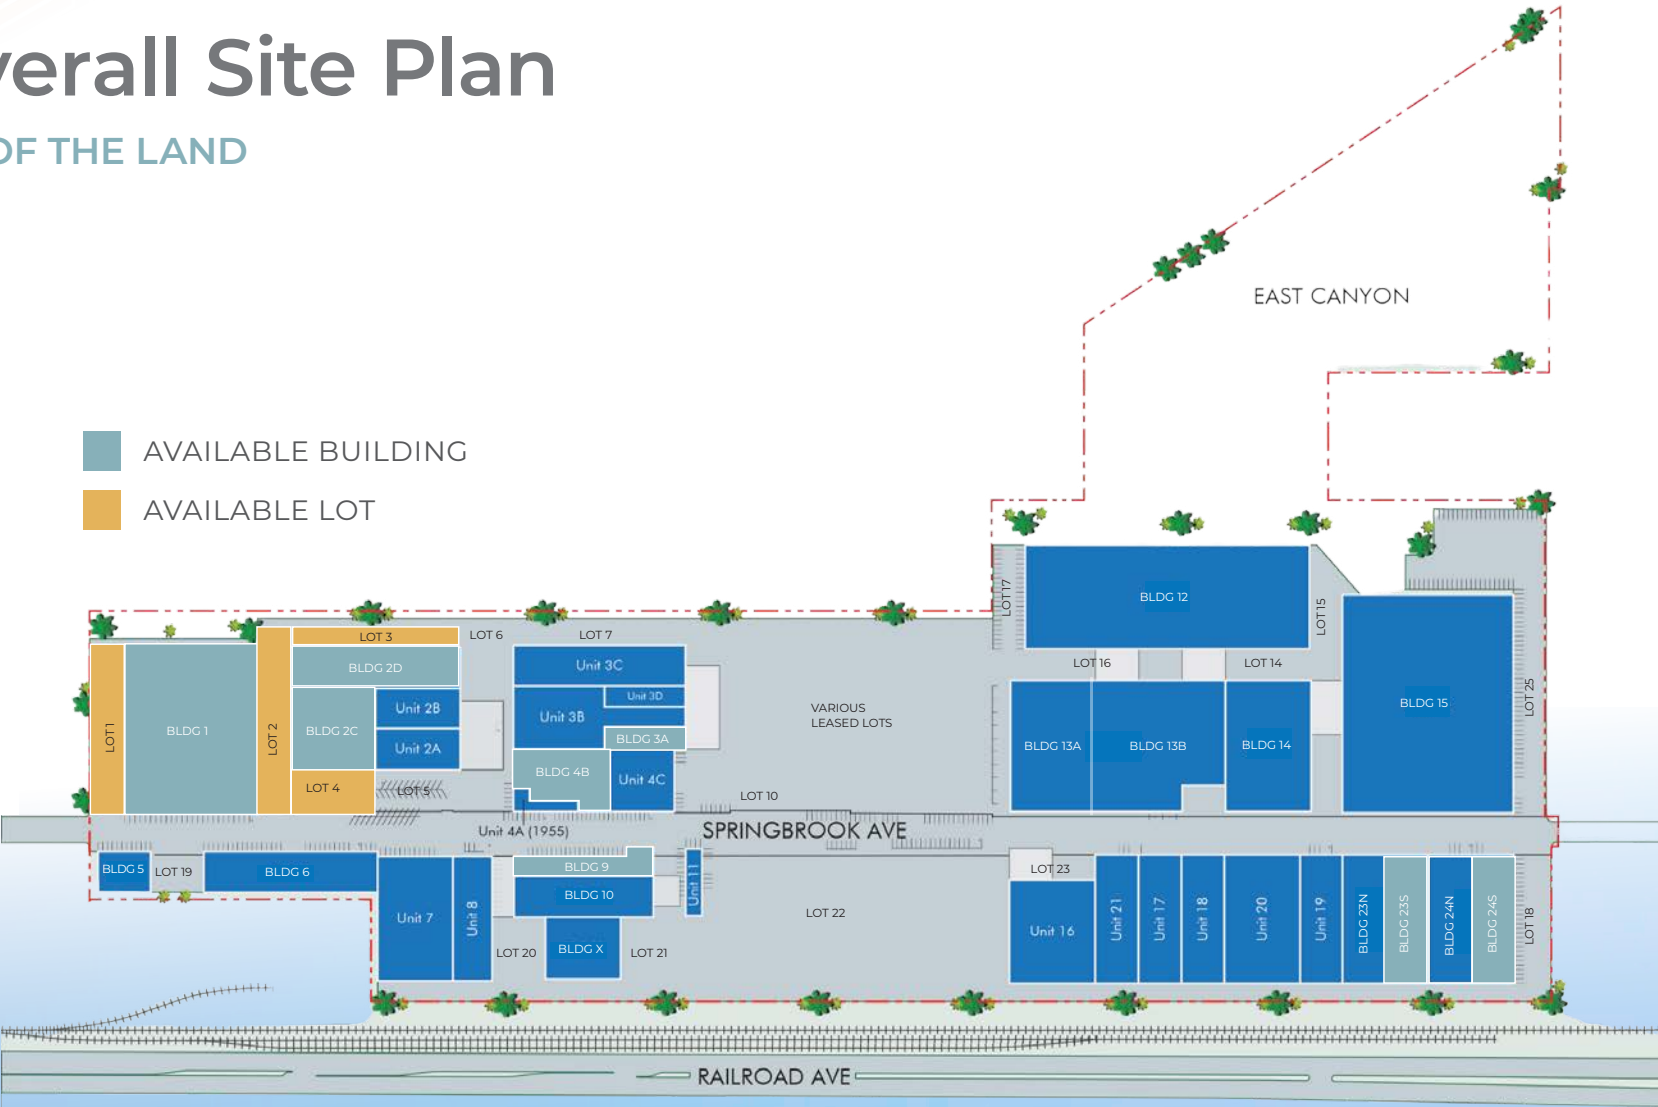 verall Site Plan
OF THE LAND
AVAILABLE BUILDING
AVAILABLE LOT
EAST CANYON
LOT 1
BLDG 1
LOT 2
LOT 3
BLDG 2D
BLDG 2C
Unit 2B
Unit 2A
LOT 4
LOT 5
LOT 6
LOT 7
Unit 3C
Unit 3D
Unit 3B
BLDG 3A
BLDG 4B
Unit 4C
Unit 4A (1955)
VARIOUS
LEASED LOTS
LOT 10
LOT 17
BLDG 12
LOT 15
LOT 16
LOT 14
BLDG 13A
BLDG 13B
BLDG 14
BLDG 15
LOT 25
SPRINGBROOK AVE
BLDG 5
LOT 19
BLDG 6
Unit 7
Unit 8
BLDG 9
BLDG 10
Unit 11
LOT 20
BLDG X
LOT 21
LOT 22
LOT 23
Unit 16
Unit 21
Unit 17
Unit 18
Unit 20
Unit 19
BLDG 23N
BLDG 23S
BLDG 24N
BLDG 24S
LOT 18
RAILROAD AVE